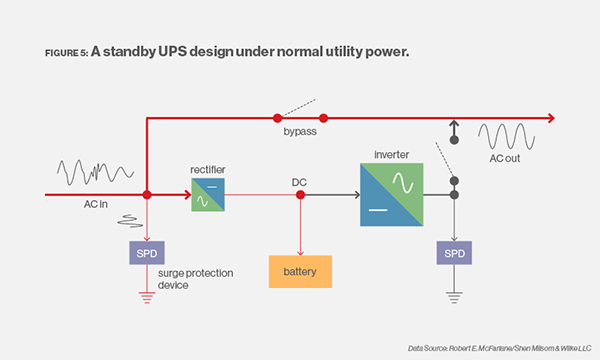 FIGURE 5: A standby UPS design under normal utility power.
bypass
AC out
inverter
rectifier
DC
AC in
SPD
surge protection
device
battery
SPD
Data Source: Robert E. McFarlane/Shen Milsom & Wilke LLC